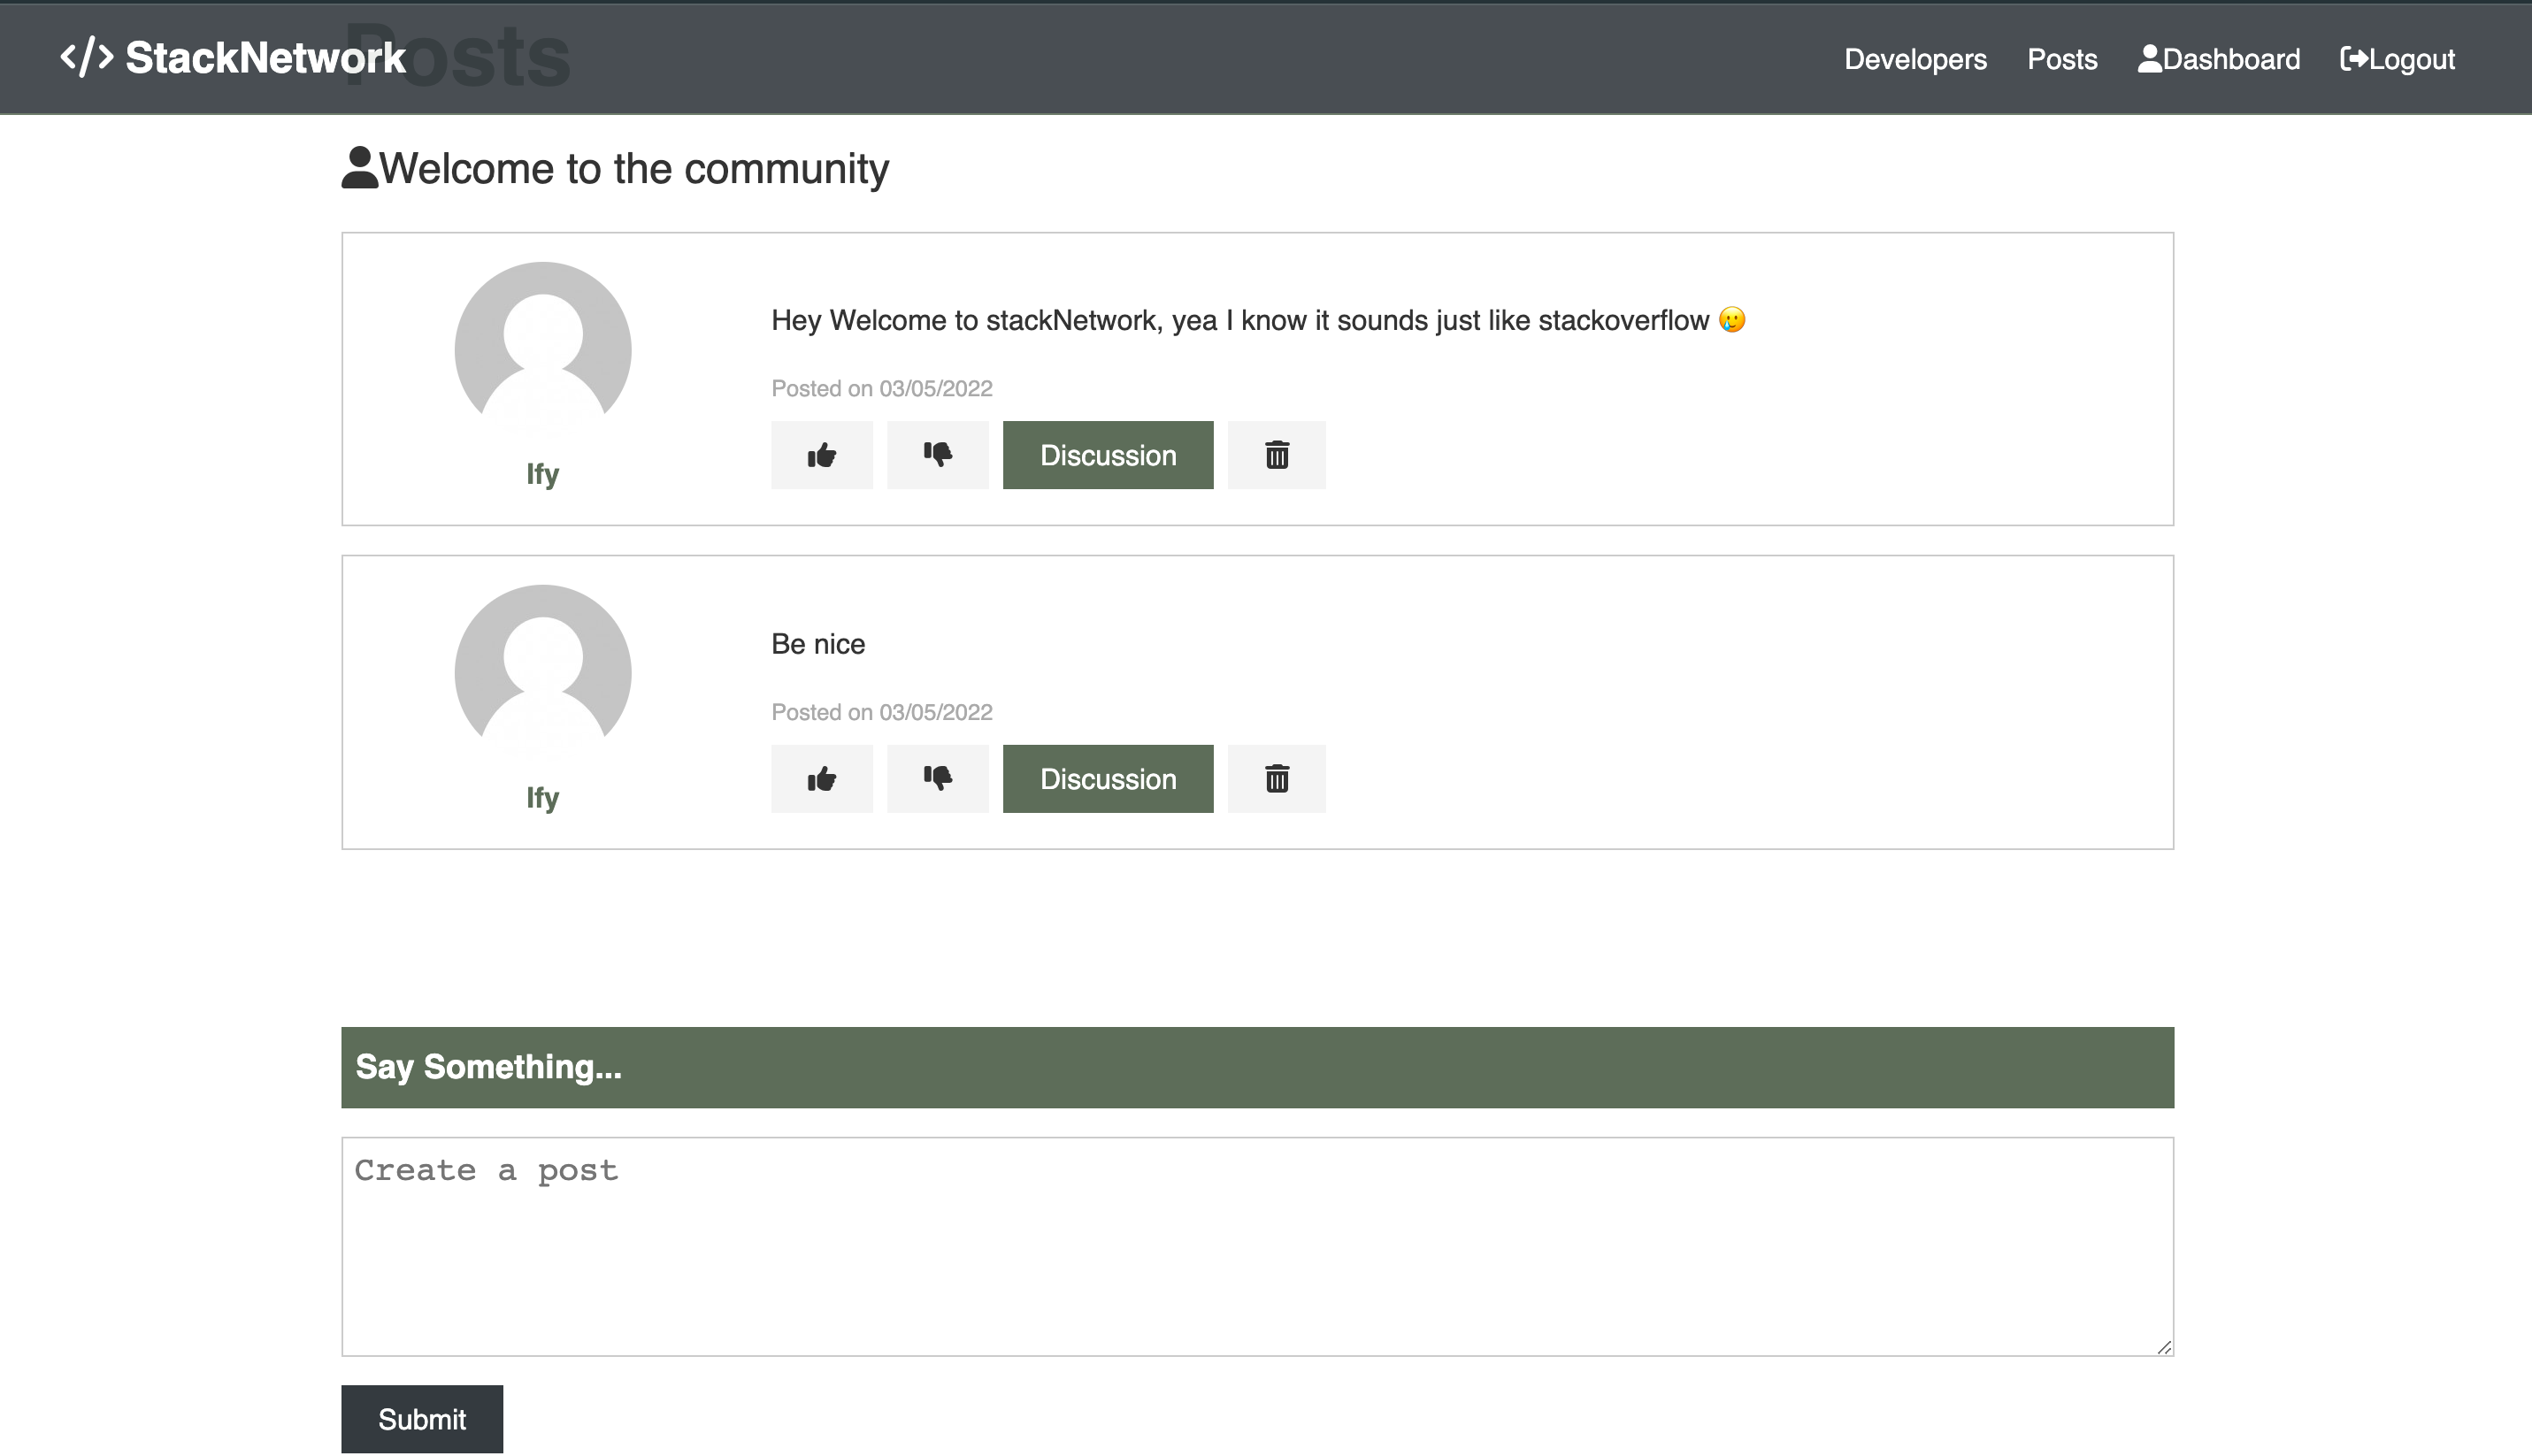 Posts
</> StackNetwork
Developers Posts Dashboard Logout
Welcome to the community
Hey Welcome to stackNetwork, yea I know it sounds just like stackoverflow 🥲
Posted on 03/05/2022
Discussion
Ify
Be nice
Posted on 03/05/2022
Discussion
Ify
Say Something...
Create a post
Submit